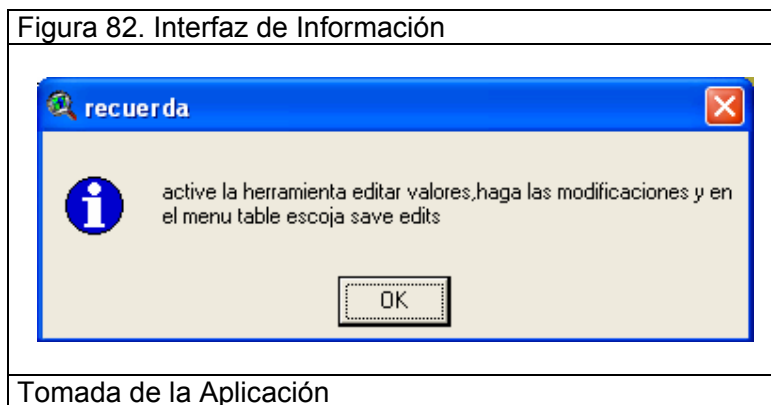 Figura 82. Interfaz de Información
recuerda
active la herramienta editar valores,haga las modificaciones y en
el menu table escoja save edits
OK
Tomada de la Aplicación